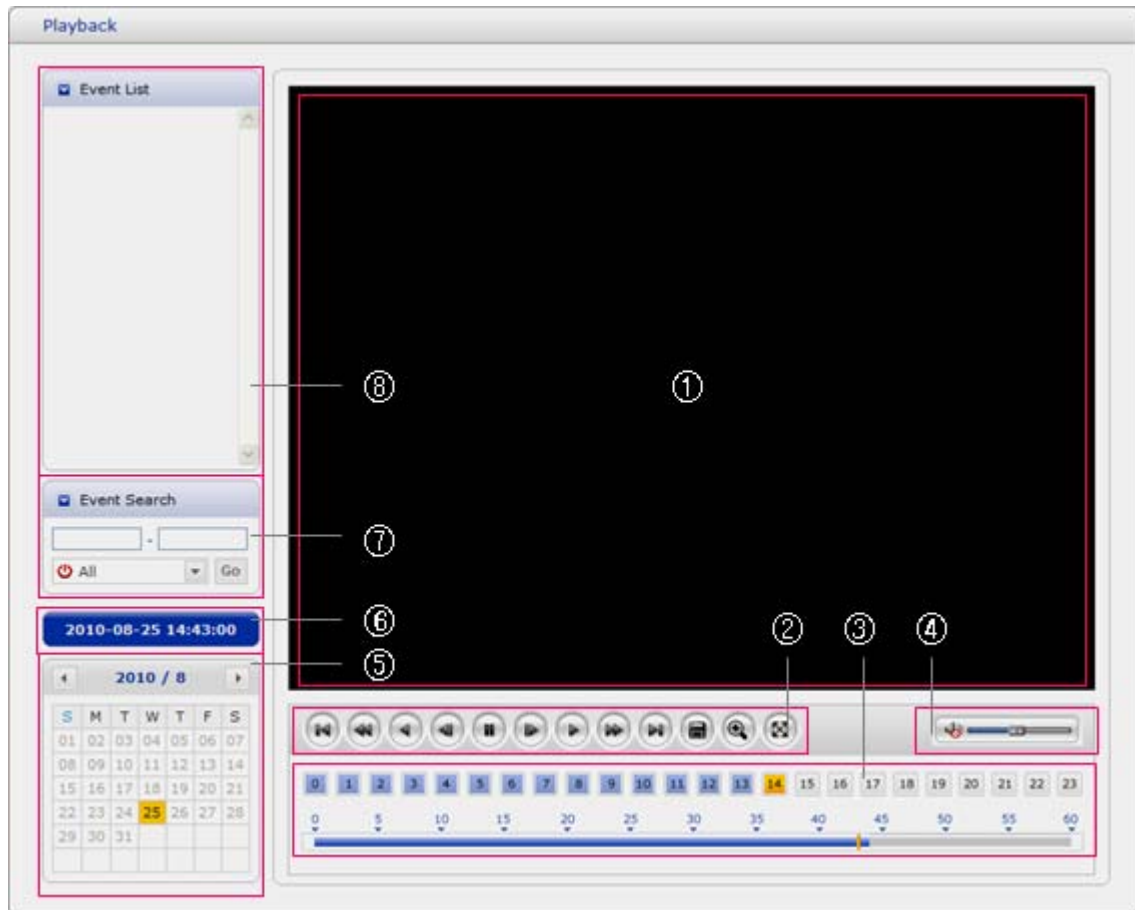 Playback
Event List
⑧
①
Event Search
-
⑦
All Go
2010-08-25 14:43:00
⑥
② ③ ④
2010 / 8
⑤
S M T W T F S
01 02 03 04 05 06 07
08 09 10 11 12 13 14
15 16 17 18 19 20 21
22 23 24 25 26 27 28
29 30 31
0 1 2 3 4 5 6 7 8 9 10 11 12 13 14 15 16 17 18 19 20 21 22 23
0 5 10 15 20 25 30 35 40 45 50 55 60